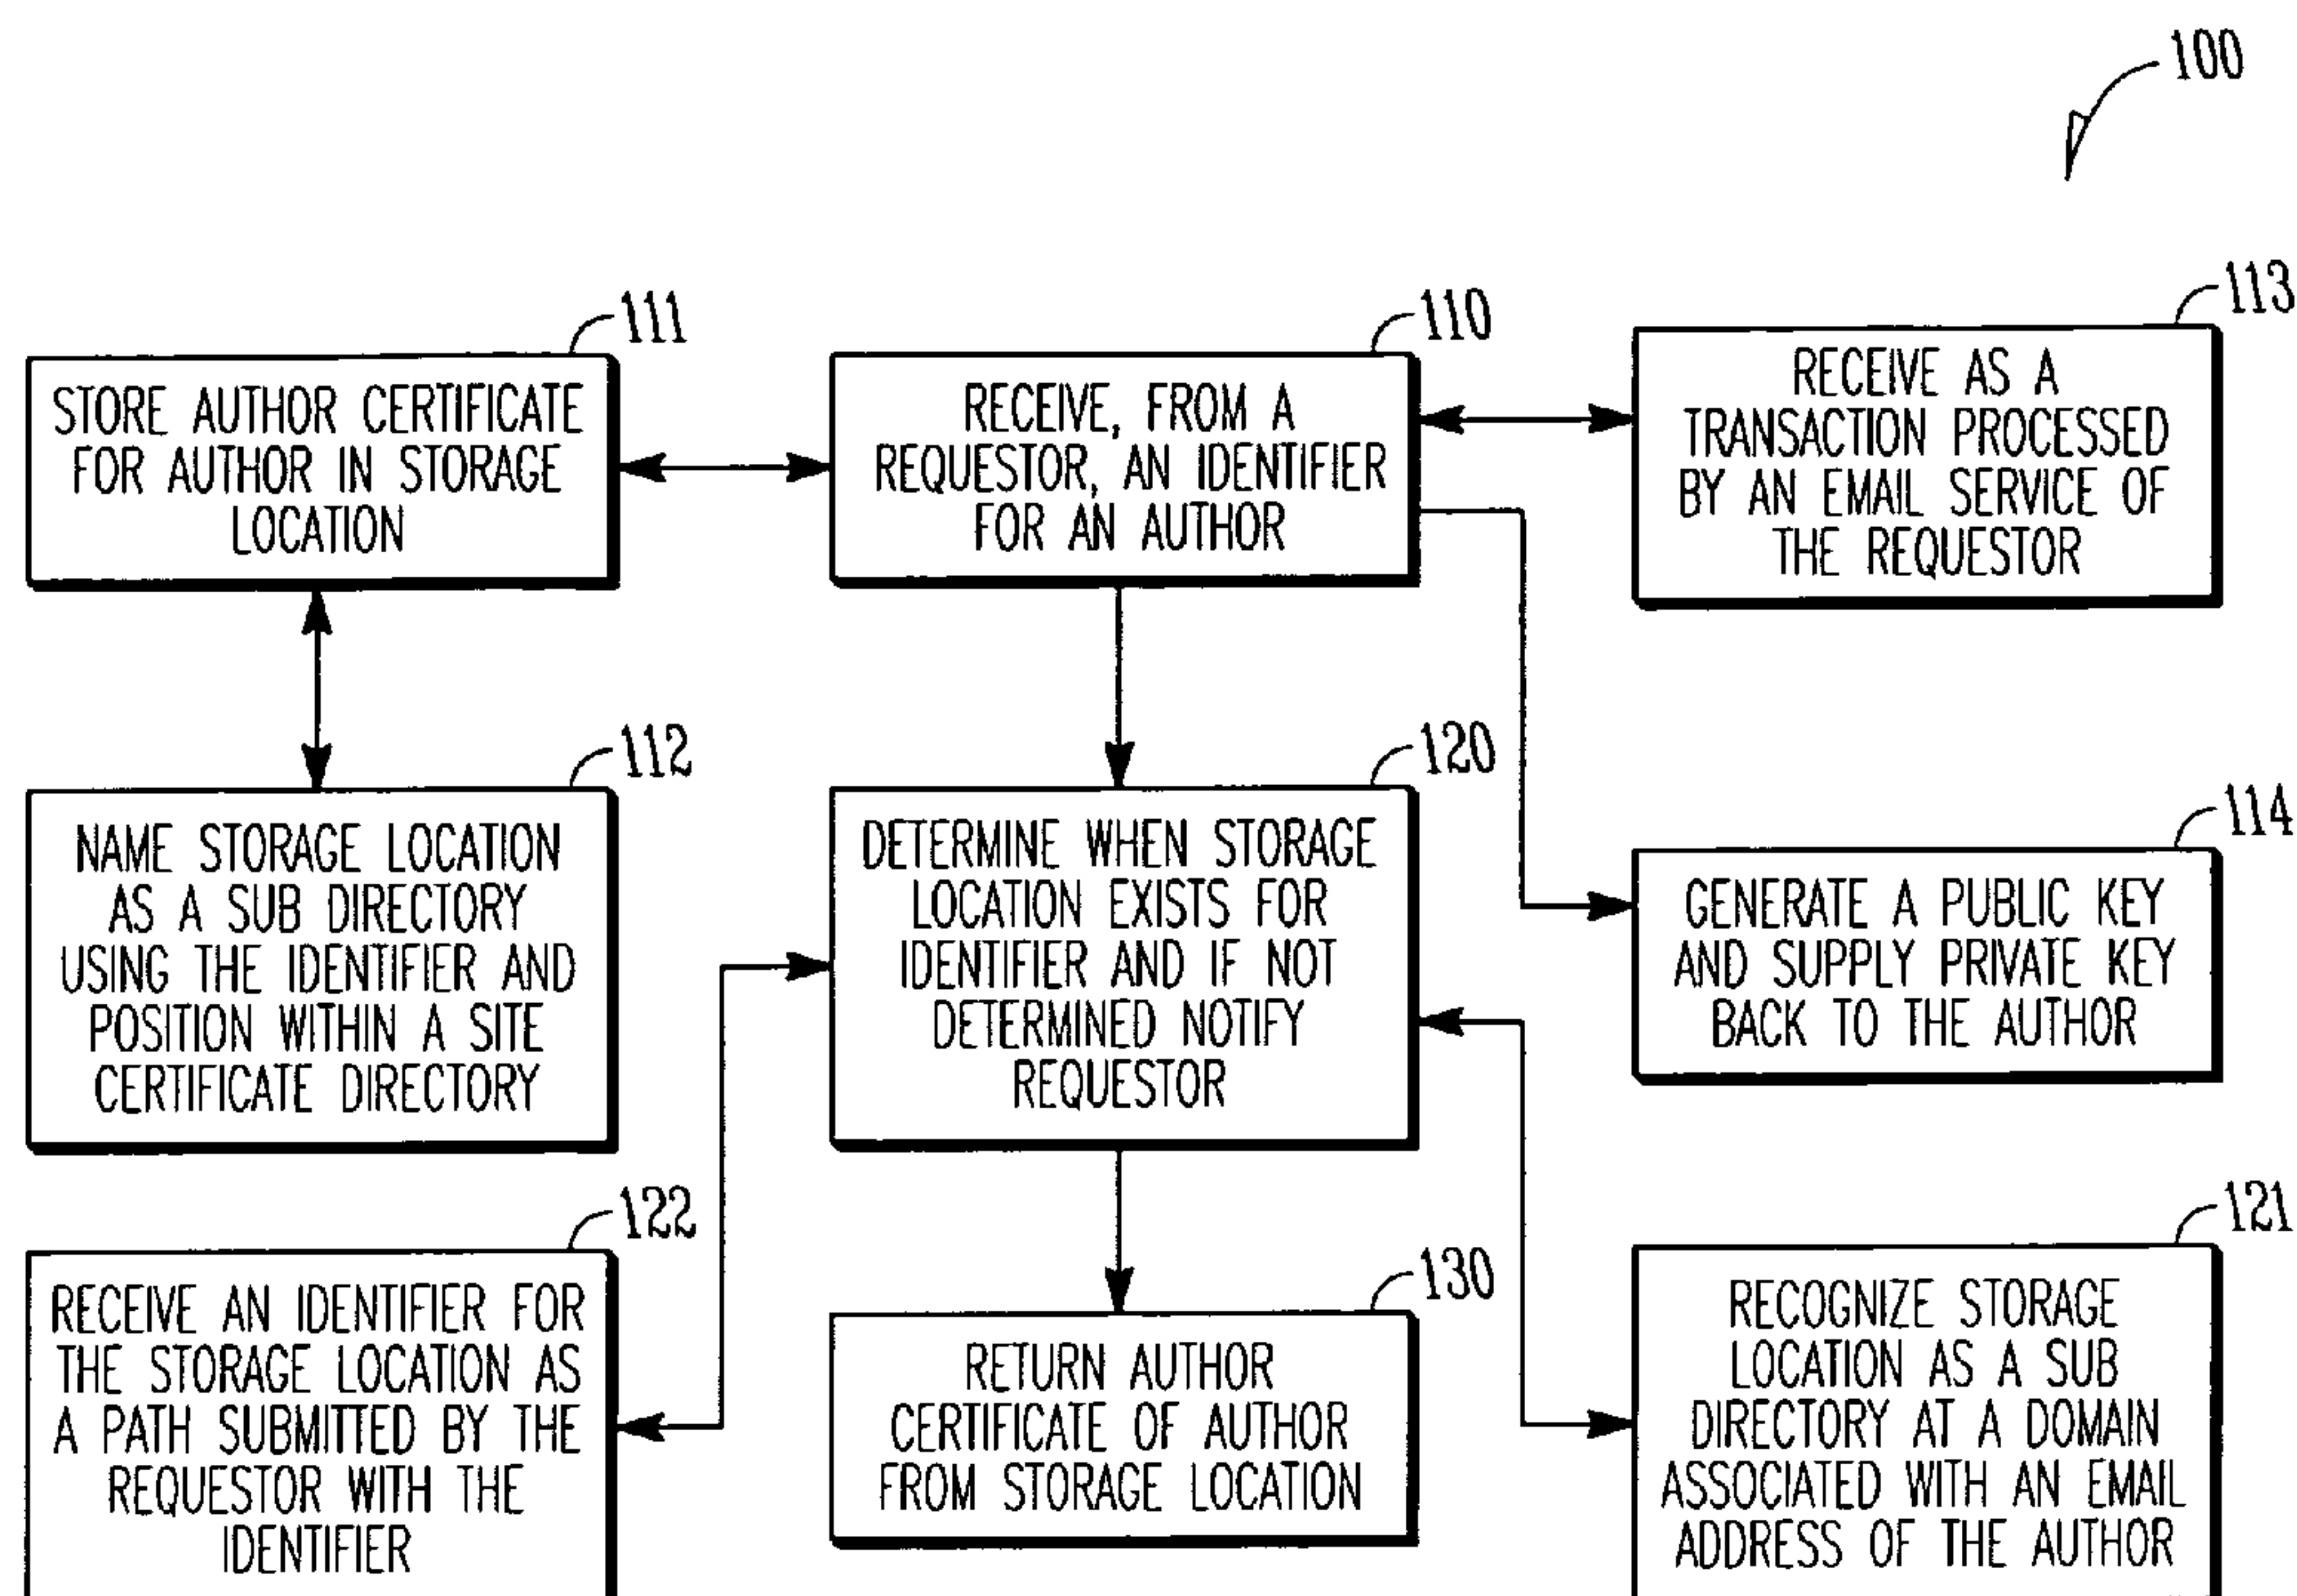 100
111
STORE AUTHOR CERTIFICATE
FOR AUTHOR IN STORAGE
LOCATION
110
RECEIVE, FROM A
REQUESTOR, AN IDENTIFIER
FOR AN AUTHOR
113
RECEIVE AS A
TRANSACTION PROCESSED
BY AN EMAIL SERVICE OF
THE REQUESTOR
112
NAME STORAGE LOCATION
AS A SUB DIRECTORY
USING THE IDENTIFIER AND
POSITION WITHIN A SITE
CERTIFICATE DIRECTORY
120
DETERMINE WHEN STORAGE
LOCATION EXISTS FOR
IDENTIFIER AND IF NOT
DETERMINED NOTIFY
REQUESTOR
114
GENERATE A PUBLIC KEY
AND SUPPLY PRIVATE KEY
BACK TO THE AUTHOR
122
RECEIVE AN IDENTIFIER FOR
THE STORAGE LOCATION AS
A PATH SUBMITTED BY THE
REQUESTOR WITH THE
IDENTIFIER
130
RETURN AUTHOR
CERTIFICATE OF AUTHOR
FROM STORAGE LOCATION
121
RECOGNIZE STORAGE
LOCATION AS A SUB
DIRECTORY AT A DOMAIN
ASSOCIATED WITH AN EMAIL
ADDRESS OF THE AUTHOR